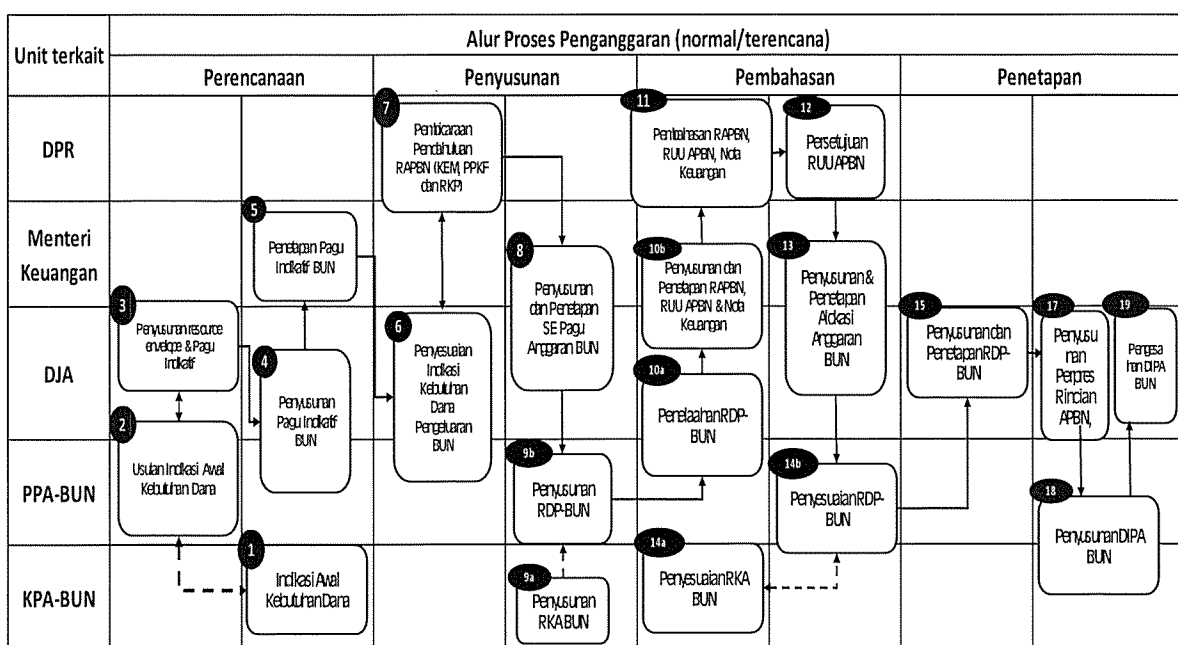 Unit terkait
Alur Proses Penganggaran (normal/terencana)
Perencanaan
Penyusunan
Pembahasan
Penetapan
DPR
7
Pembicaraan
Pendahuluan
RAPBN (KEM, PPKF
dan RKP)
11
Pembahasan RAPBN,
RUU APBN, Nota
Keuangan
12
Persetujuan
RUU APBN
Menteri
Keuangan
5
Penetapan Pagu
Indikatif BUN
8
Penyusunan
dan Penetapan
SE Pagu
Anggaran BUN
10b
Penyusunan dan
Penetapan RAPBN,
RUU APBN & Nota
Keuangan
13
Penyusunan &
Penetapan
Alokasi
Anggaran
BUN
DJA
3
Penyusunan resource
envelope & Pagu
Indikatif
4
Penyusunan
Pagu Indikatif
BUN
6
Penyesuaian
Indikasi
Kebutuhan
Dana
Pengeluaran
BUN
10a
Penelaahan RDP-
BUN
15
Penyusunan dan
Penetapan RDP-
BUN
17
Penyusu
nan
Perpres
Rincian
APBN,
19
Pengesa
han DIPA
BUN
PPA-BUN
2
Usulan Indikasi Awal
Kebutuhan Dana
9b
Penyusunan
RDP-BUN
14b
Penyesuaian RDP-
BUN
18
Penyusunan DIPA
BUN
KPA-BUN
1
Indikasi Awal
Kebutuhan Dana
9a
Penyusunan
RKA BUN
14a
Penyesuaian RKA
BUN